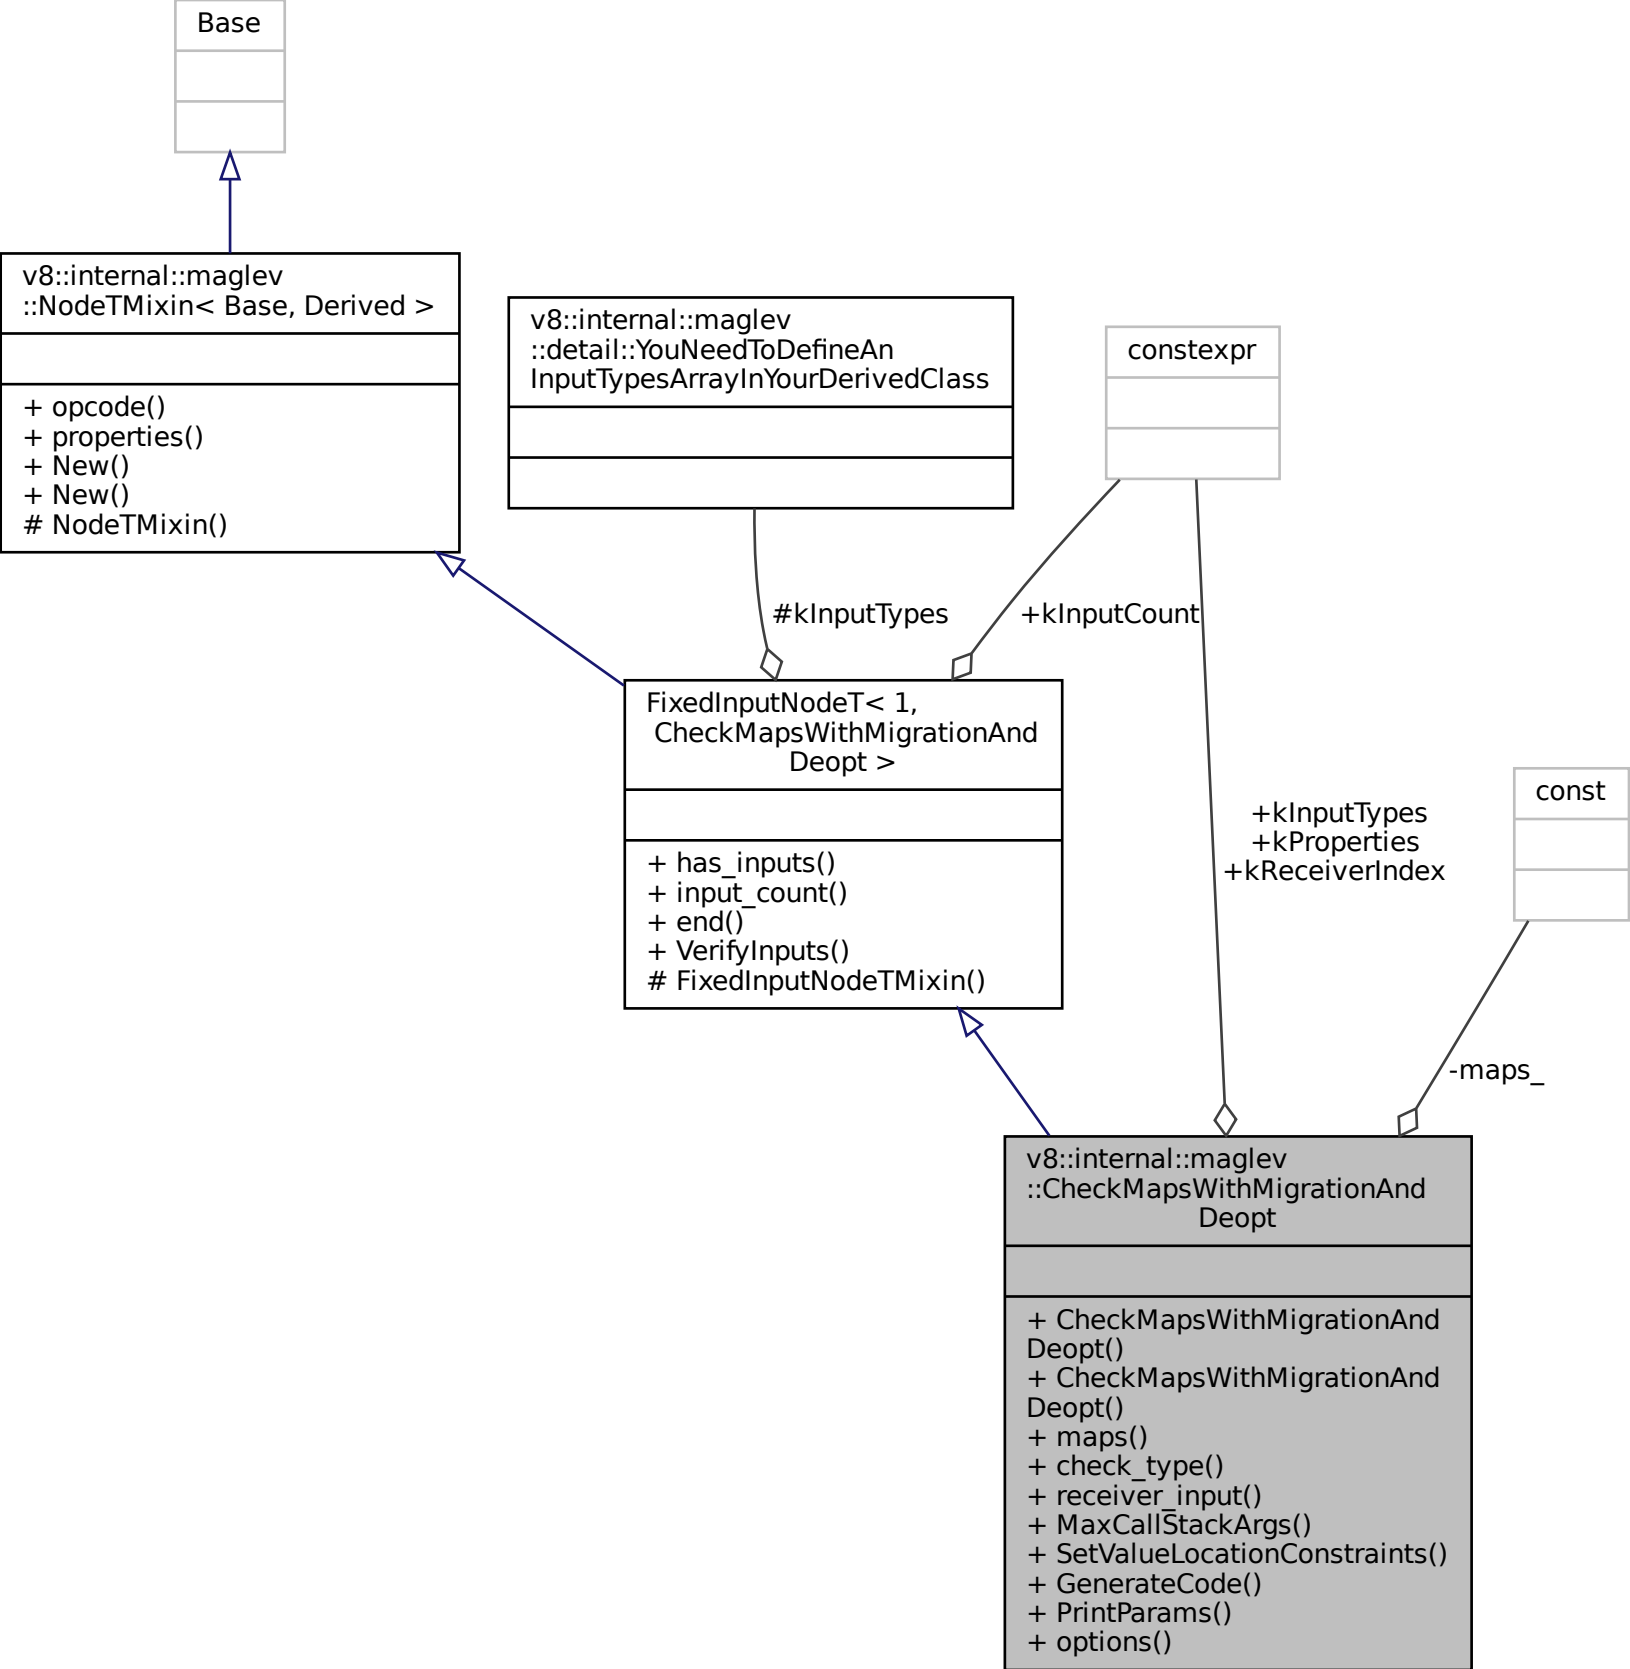 Base
v8::internal::maglev
::NodeTMixin< Base, Derived >
+ opcode()
+ properties()
+ New()
+ New()
# NodeTMixin()
v8::internal::maglev
::detail::YouNeedToDefineAn
InputTypesArrayInYourDerivedClass
constexpr
#kInputTypes
+kInputCount
FixedInputNodeT< 1,
CheckMapsWithMigrationAnd
Deopt >
+ has_inputs()
+ input_count()
+ end()
+ VerifyInputs()
# FixedInputNodeTMixin()
+kInputTypes
+kProperties
+kReceiverIndex
const
-maps_
v8::internal::maglev
::CheckMapsWithMigrationAnd
Deopt
+ CheckMapsWithMigrationAnd
Deopt()
+ CheckMapsWithMigrationAnd
Deopt()
+ maps()
+ check_type()
+ receiver_input()
+ MaxCallStackArgs()
+ SetValueLocationConstraints()
+ GenerateCode()
+ PrintParams()
+ options()